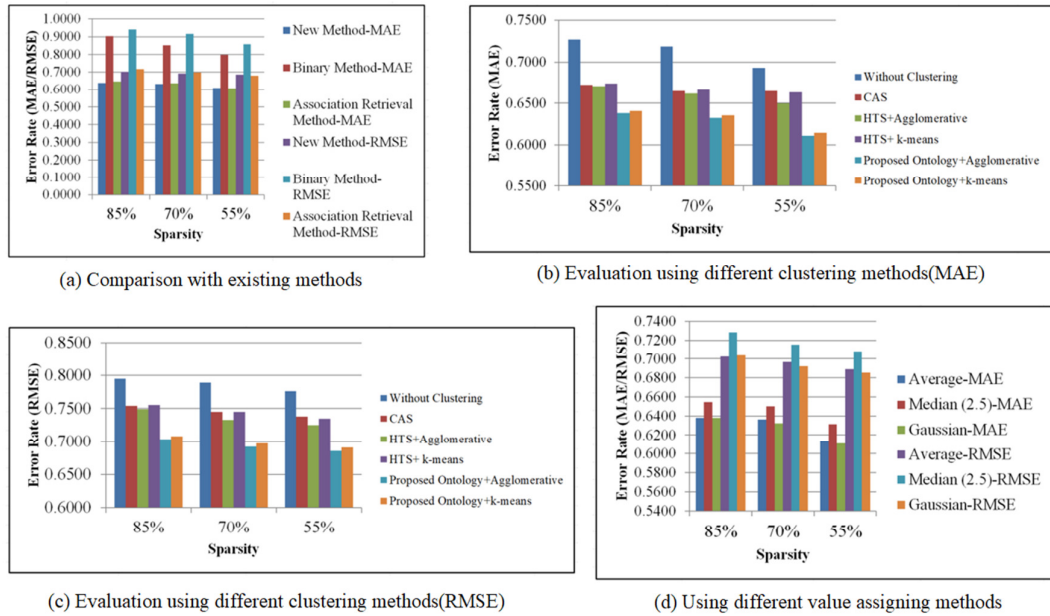 1.0000
0.9000
0.8000
0.7000
0.6000
0.5000
0.4000
0.3000
0.2000
0.1000
0.0000
Error Rate (MAE/RMSE)
85%
70%
55%
Sparsity
New Method-MAE
Binary Method-MAE
Association Retrieval
Method-MAE
New Method-RMSE
Binary Method-
RMSE
Association Retrieval
Method-RMSE
(a) Comparison with existing methods
0.7500
0.7000
0.6500
0.6000
0.5500
Error Rate (MAE)
85%
70%
55%
Sparsity
Without Clustering
CAS
HTS+Agglomerative
HTS+ k-means
Proposed Ontology+Agglomerative
Proposed Ontology+k-means
(b) Evaluation using different clustering methods(MAE)
0.8500
0.8000
0.7500
0.7000
0.6500
0.6000
Error Rate (RMSE)
85%
70%
55%
Sparsity
Without Clustering
CAS
HTS+Agglomerative
HTS+ k-means
Proposed Ontology+Agglomerative
Proposed Ontology+k-means
(c) Evaluation using different clustering methods(RMSE)
0.7400
0.7200
0.7000
0.6800
0.6600
0.6400
0.6200
0.6000
0.5800
0.5600
0.5400
Error Rate (MAE/RMSE)
85%
70%
55%
Sparsity
Average-MAE
Median (2.5)-MAE
Gaussian-MAE
Average-RMSE
Median (2.5)-RMSE
Gaussian-RMSE
(d) Using different value assigning methods